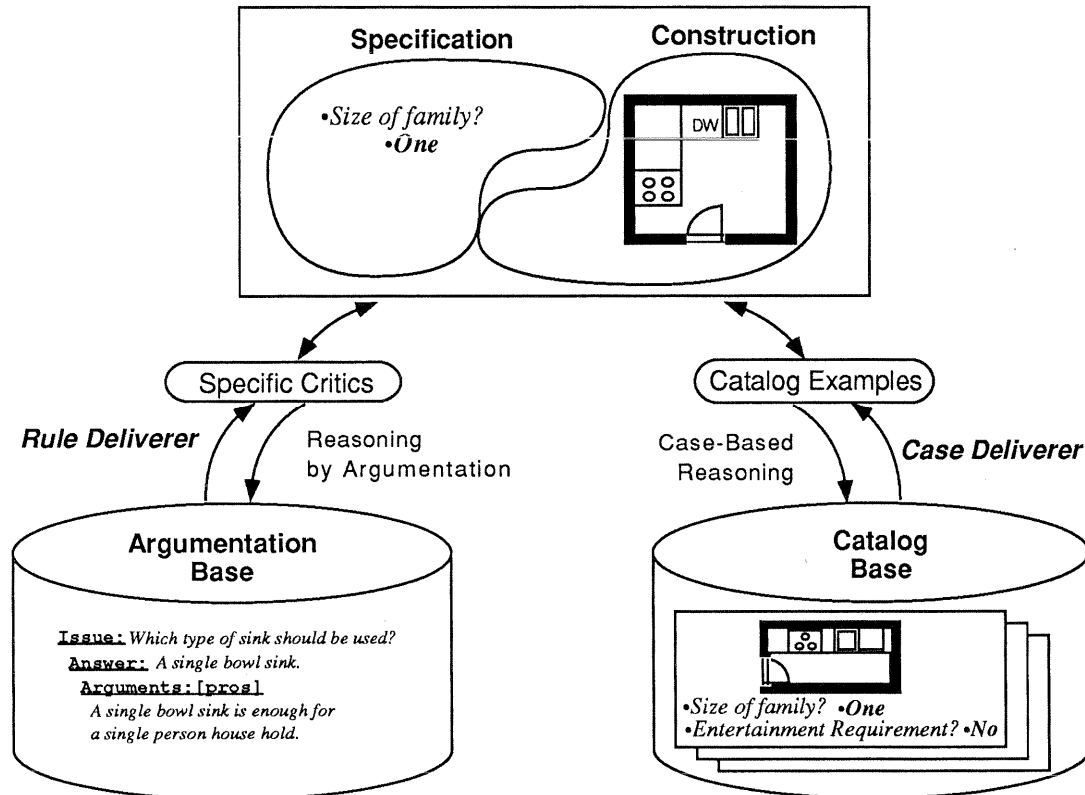 Specification
Construction
•Size of family?
•One
DW
Specific Critics
Catalog Examples
Rule Deliverer
Reasoning
by Argumentation
Case-Based
Reasoning
Case Deliverer
Argumentation
Base
Issue: Which type of sink should be used?
Answer: A single bowl sink.
Arguments:[pros]
A single bowl sink is enough for
a single person house hold.
Catalog
Base
•Size of family? •One
•Entertainment Requirement? •No